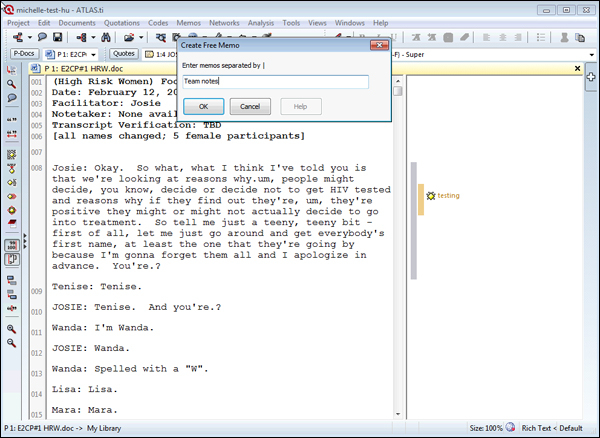 michelle-test-hu - ATLAS.ti
Project Edit Documents Quotations Codes Memos Networks Analysis Tools Views Windows Help
P-Docs P 1: E2CP Quotes 1:4 JOS -F) - Super
P 1: E2CP#1 HRW.doc
Create Free Memo
Enter memos separated by |
Team notes
OK Cancel Help
001 (High Risk Women) Foc
002 Date: February 12, 20
003 Facilitator: Josie
004 Notetaker: None avail
005 Transcript Verification: TBD
006 [all names changed; 5 female participants]
007
008 Josie: Okay. So what, what I think I've told you is
that we're looking at reasons why.um, people might
decide, you know, decide or decide not to get HIV tested
and reasons why if they find out they're, um, they're
positive they might or might not actually decide to go
into treatment. So tell me just a teeny, teeny bit -
first of all, let me just go around and get everybody's
first name, at least the one that they're going by
because I'm gonna forget them all and I apologize in
advance. You're.?
testing
009 Tenise: Tenise.
010 JOSIE: Tenise. And you're.?
011 Wanda: I'm Wanda.
012 JOSIE: Wanda.
013 Wanda: Spelled with a "W".
014 Lisa: Lisa.
015 Mara: Mara.
P 1: E2CP#1 HRW.doc -> My Library Size: 100% Rich Text < Default